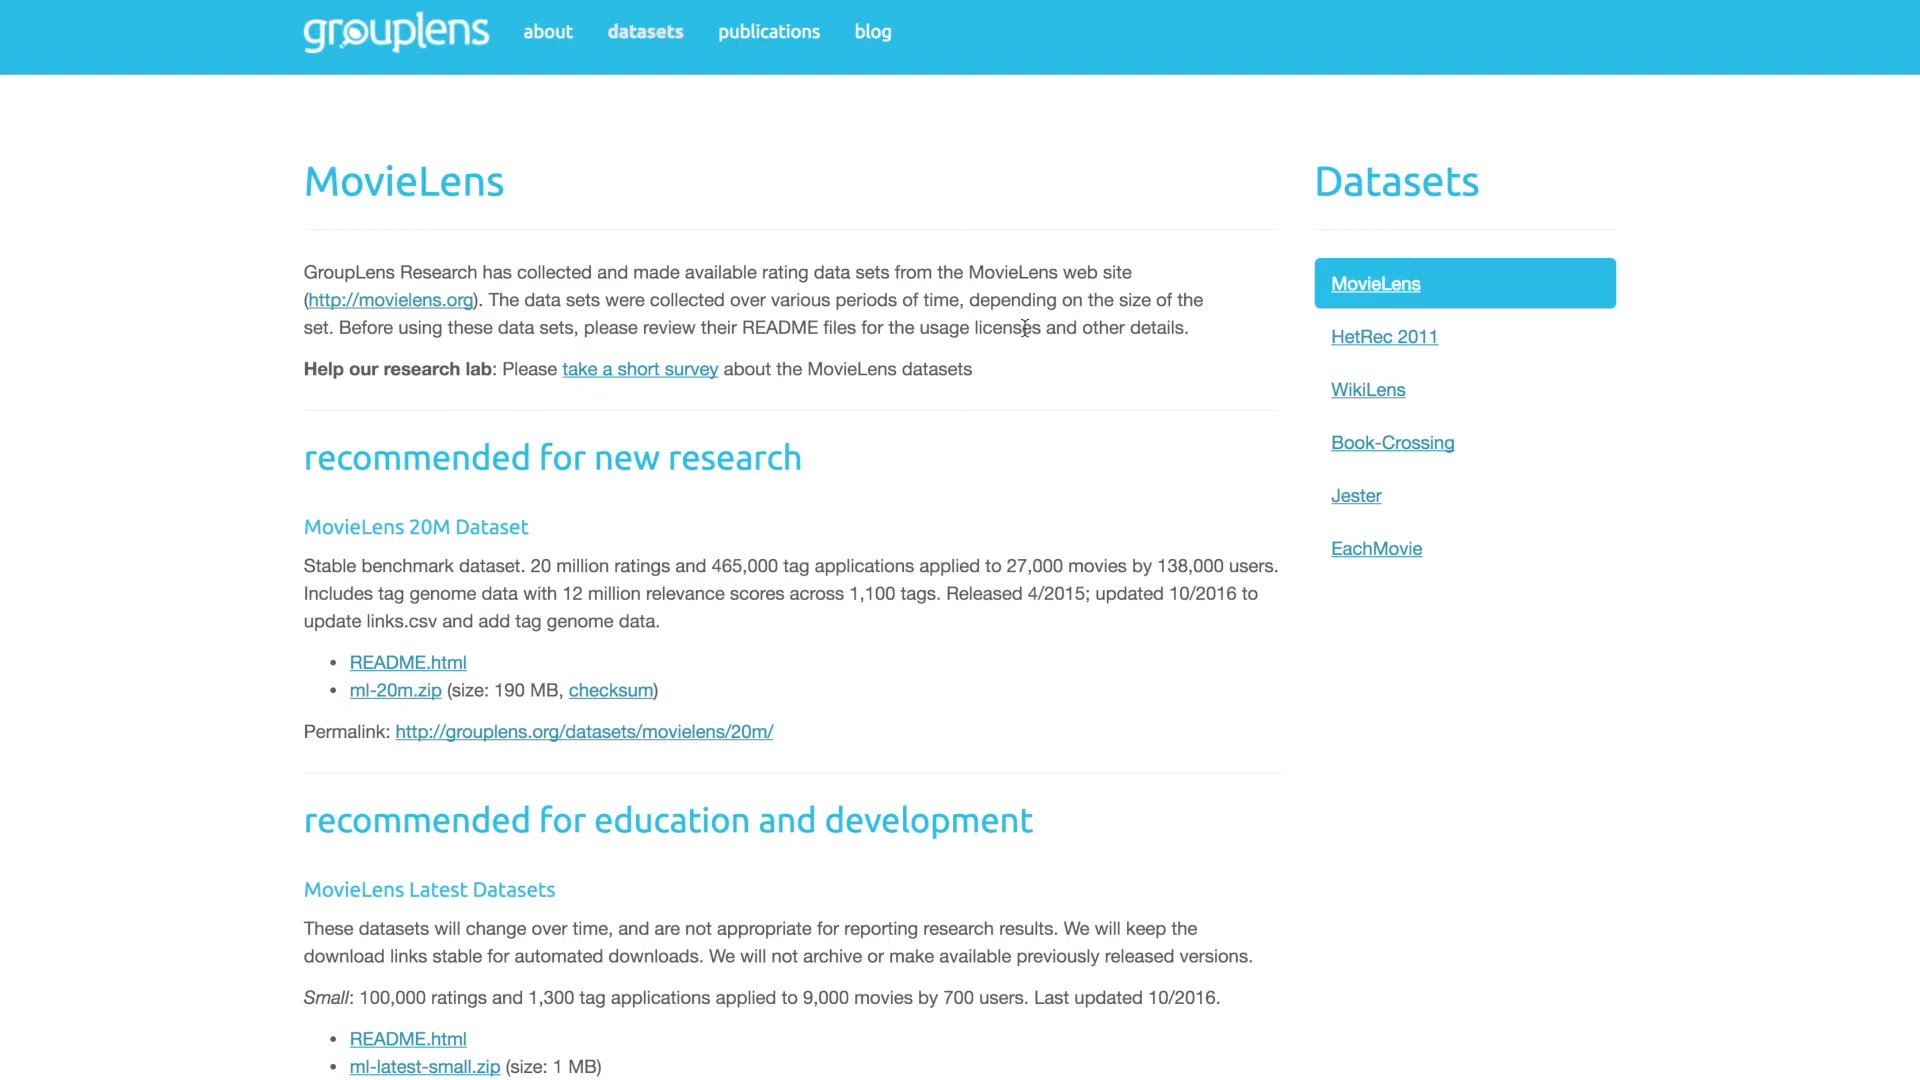 grouplens about datasets publications blog
MovieLens
GroupLens Research has collected and made available rating data sets from the MovieLens web site
(http://movielens.org). The data sets were collected over various periods of time, depending on the size of the
set. Before using these data sets, please review their README files for the usage licenses and other details.
Help our research lab: Please take a short survey about the MovieLens datasets
recommended for new research
MovieLens 20M Dataset
Stable benchmark dataset. 20 million ratings and 465,000 tag applications applied to 27,000 movies by 138,000 users.
Includes tag genome data with 12 million relevance scores across 1,100 tags. Released 4/2015; updated 10/2016 to
update links.csv and add tag genome data.
• README.html
• ml-20m.zip (size: 190 MB, checksum)
Permalink: http://grouplens.org/datasets/movielens/20m/
recommended for education and development
MovieLens Latest Datasets
These datasets will change over time, and are not appropriate for reporting research results. We will keep the
download links stable for automated downloads. We will not archive or make available previously released versions.
Small: 100,000 ratings and 1,300 tag applications applied to 9,000 movies by 700 users. Last updated 10/2016.
• README.html
• ml-latest-small.zip (size: 1 MB)
Datasets
MovieLens
HetRec 2011
WikiLens
Book-Crossing
Jester
EachMovie